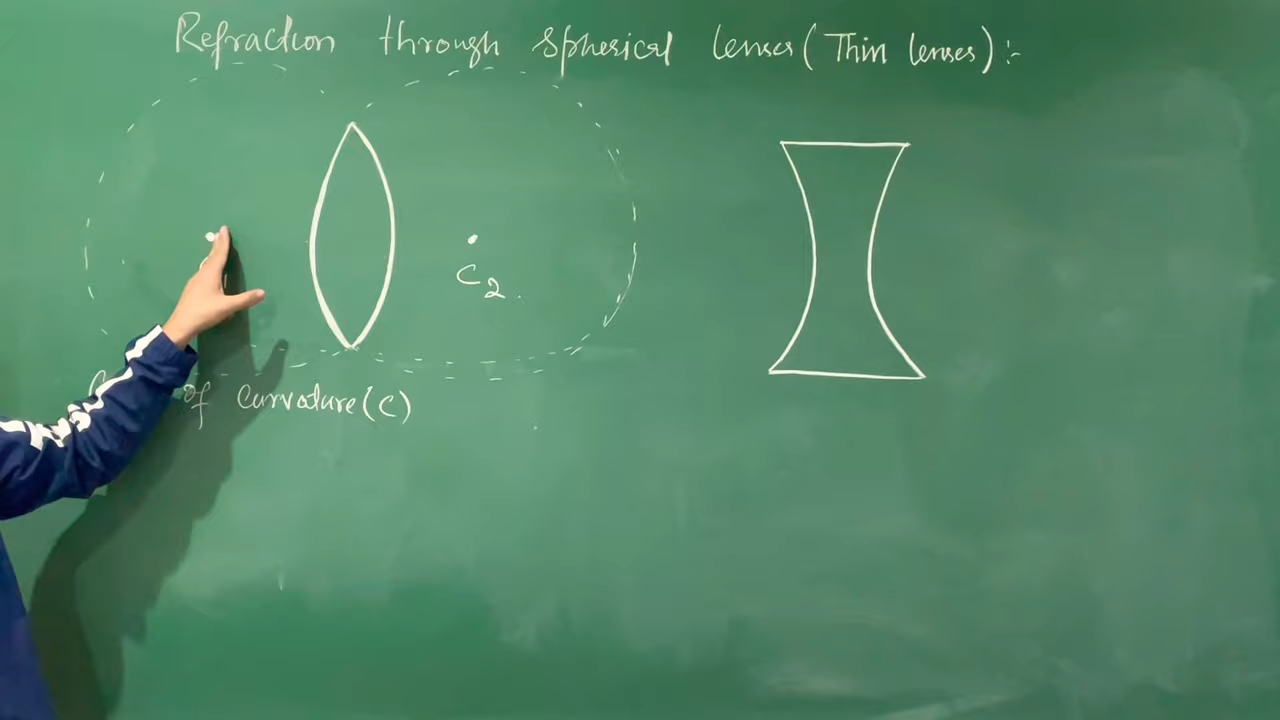 Refraction through spherical lenses (Thin lenses) :-
C2
of curvature (C)